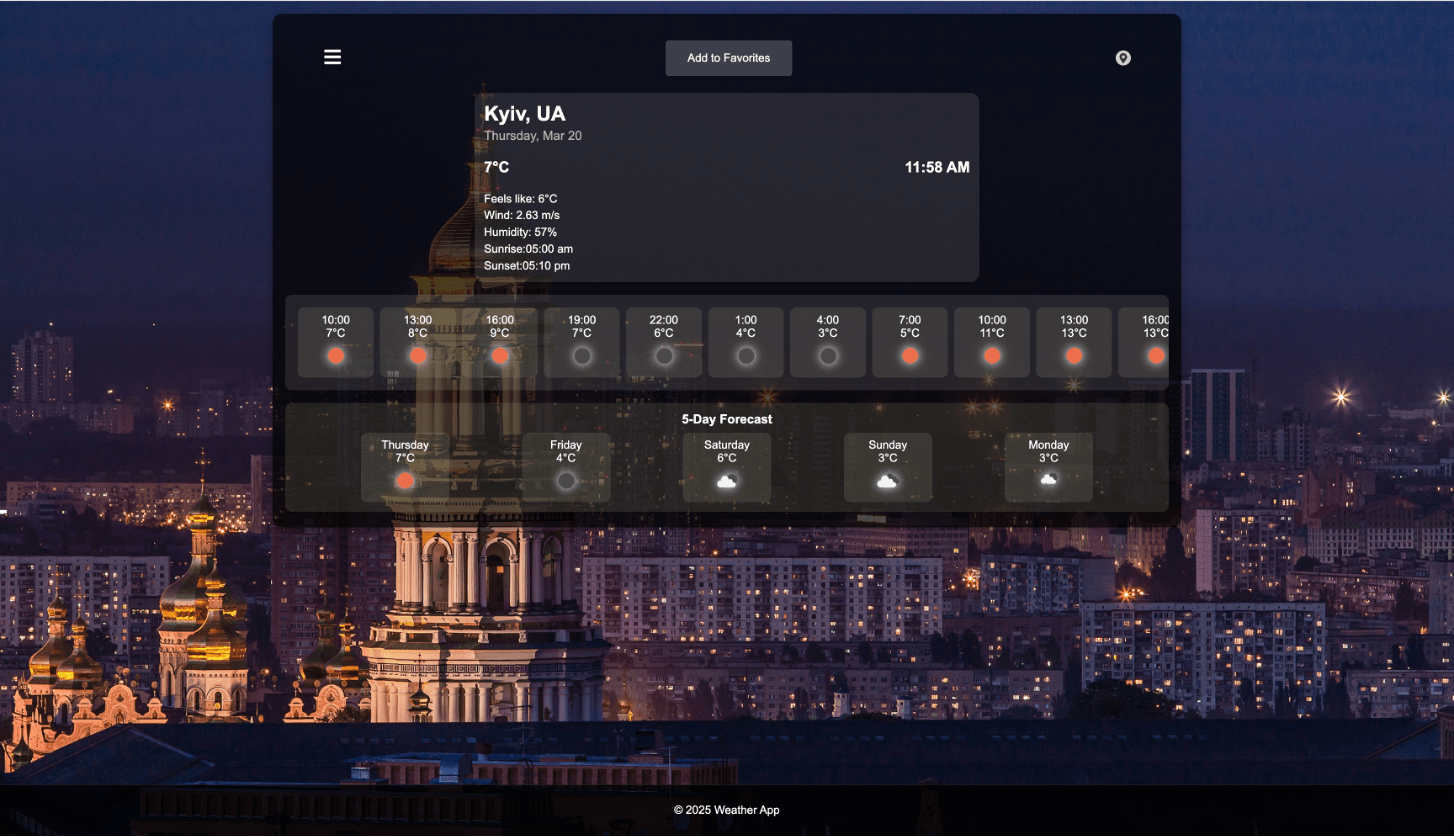 Add to Favorites
Kyiv, UA
Thursday, Mar 20
7°C 11:58 AM
Feels like: 6°C
Wind: 2.63 m/s
Humidity: 57%
Sunrise:05:00 am
Sunset:05:10 pm
10:00 13:00 16:00 19:00 22:00 1:00 4:00 7:00 10:00 13:00 16:00
7°C 8°C 9°C 7°C 6°C 4°C 3°C 5°C 11°C 13°C 13°C
5-Day Forecast
Thursday Friday Saturday Sunday Monday
7°C 4°C 6°C 3°C 3°C
© 2025 Weather App